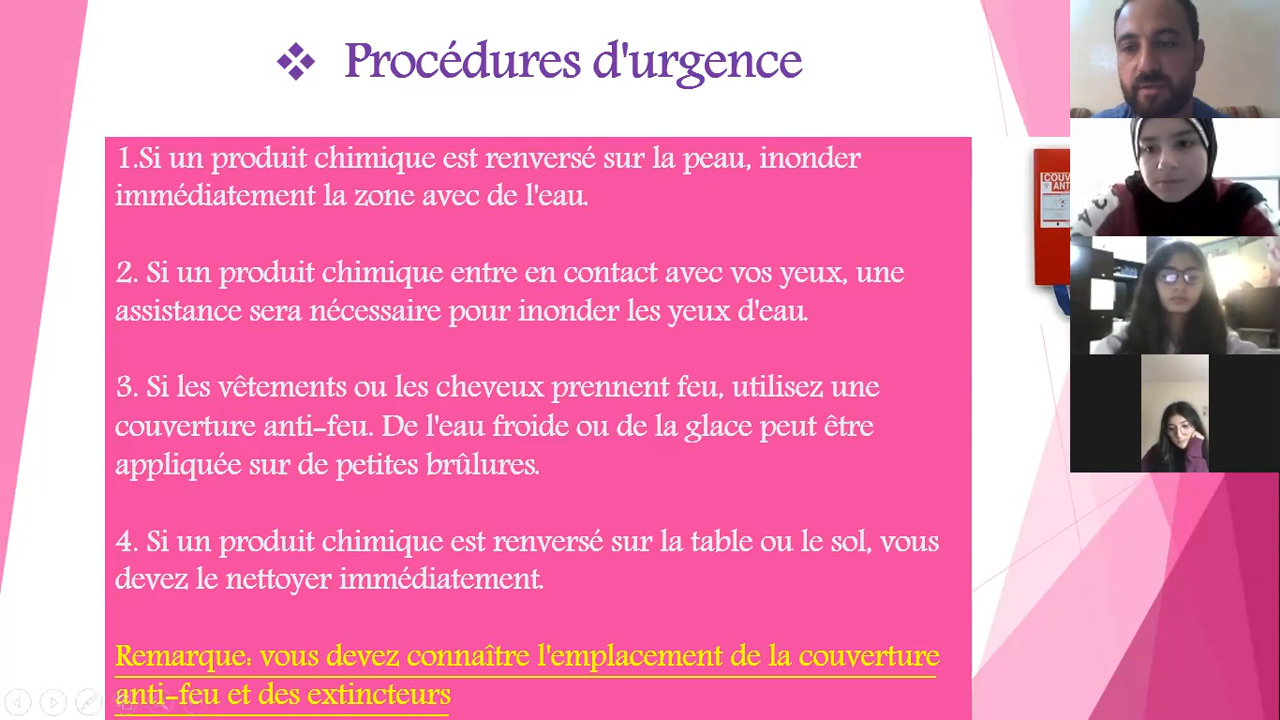 ❖ Procédures d'urgence
1.Si un produit chimique est renversé sur la peau, inonder
immédiatement la zone avec de l'eau.
2. Si un produit chimique entre en contact avec vos yeux, une
assistance sera nécessaire pour inonder les yeux d'eau.
3. Si les vêtements ou les cheveux prennent feu, utilisez une
couverture anti-feu. De l'eau froide ou de la glace peut être
appliquée sur de petites brûlures.
4. Si un produit chimique est renversé sur la table ou le sol, vous
devez le nettoyer immédiatement.
Remarque: vous devez connaître l'emplacement de la couverture
anti-feu et des extincteurs
COUV
ANT